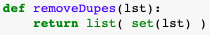 def removeDupes(lst):
    return list( set(lst) )